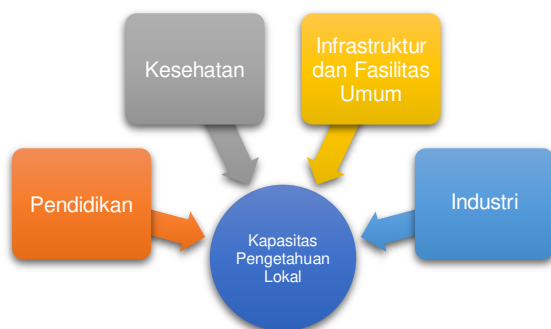 Kesehatan
Infrastruktur
dan Fasilitas
Umum
Pendidikan
Industri
Kapasitas
Pengetahuan
Lokal